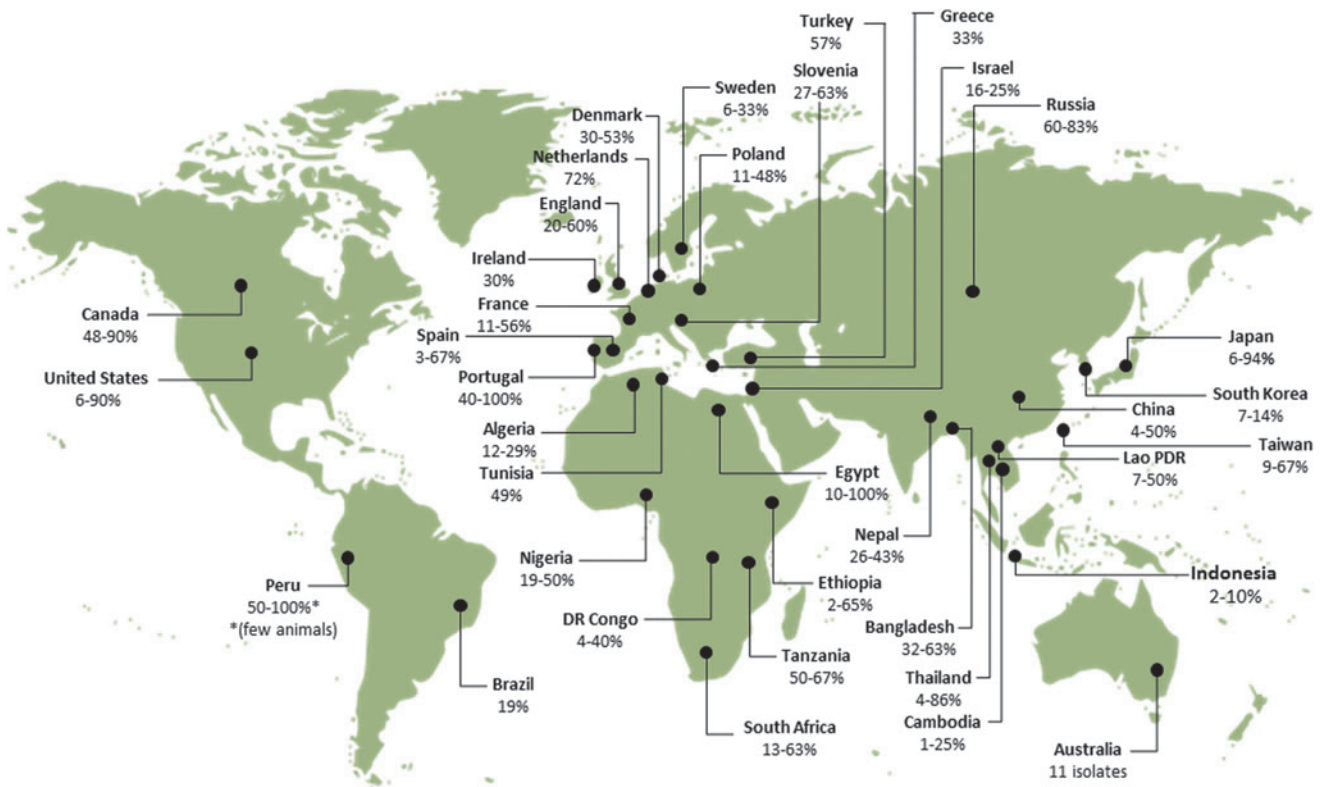 Turkey
57%
Greece
33%
Slovenia
27-63%
Israel
16-25%
Sweden
6-33%
Russia
60-83%
Denmark
30-53%
Netherlands
72%
Poland
11-48%
England
20-60%
Ireland
30%
France
11-56%
Canada
48-90%
Spain
3-67%
Japan
6-94%
United States
6-90%
Portugal
40-100%
South Korea
7-14%
China
4-50%
Algeria
12-29%
Taiwan
9-67%
Lao PDR
7-50%
Tunisia
49%
Egypt
10-100%
Nepal
26-43%
Nigeria
19-50%
Indonesia
2-10%
Ethiopia
2-65%
Peru
50-100%*
*(few animals)
DR Congo
4-40%
Bangladesh
32-63%
Tanzania
50-67%
Thailand
4-86%
Brazil
19%
Cambodia
1-25%
South Africa
13-63%
Australia
11 isolates